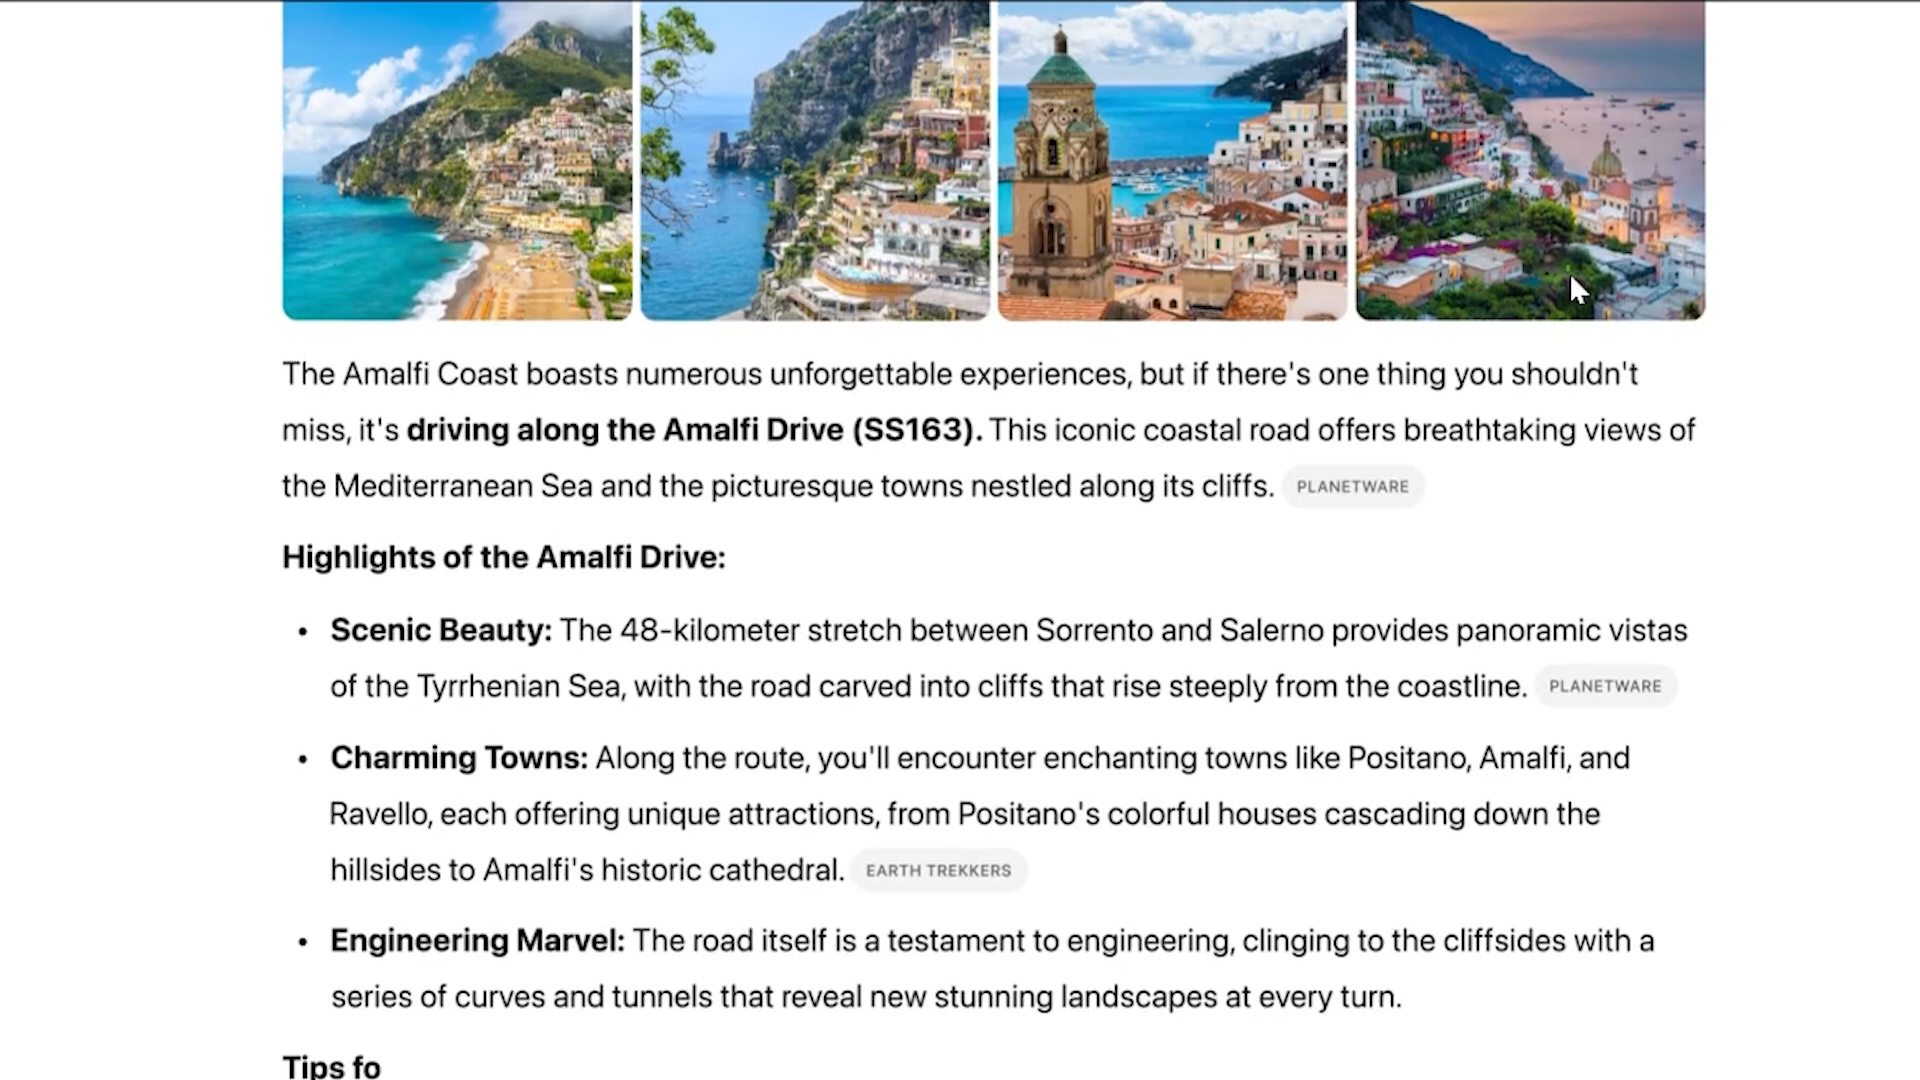 The Amalfi Coast boasts numerous unforgettable experiences, but if there's one thing you shouldn't
miss, it's driving along the Amalfi Drive (SS163). This iconic coastal road offers breathtaking views of
the Mediterranean Sea and the picturesque towns nestled along its cliffs. PLANETWARE
Highlights of the Amalfi Drive:
• Scenic Beauty: The 48-kilometer stretch between Sorrento and Salerno provides panoramic vistas
of the Tyrrhenian Sea, with the road carved into cliffs that rise steeply from the coastline. PLANETWARE
• Charming Towns: Along the route, you'll encounter enchanting towns like Positano, Amalfi, and
Ravello, each offering unique attractions, from Positano's colorful houses cascading down the
hillsides to Amalfi's historic cathedral. EARTH TREKKERS
• Engineering Marvel: The road itself is a testament to engineering, clinging to the cliffsides with a
series of curves and tunnels that reveal new stunning landscapes at every turn.
Tips fo